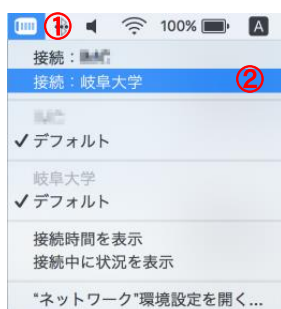 ① 100% A
接続：
接続：岐阜大学 ②
✓デフォルト
岐阜大学
✓デフォルト
接続時間を表示
接続中に状況を表示
“ネットワーク”環境設定を開く...